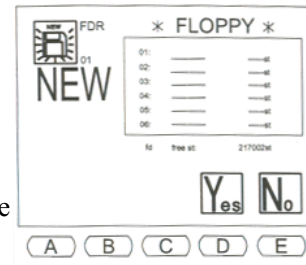 NEW FDR
01
NEW
* FLOPPY *
01: st
02: st
03: st
04: st
05: st
06: st
fd free st: 217002st
Yes No
e
A B C D E